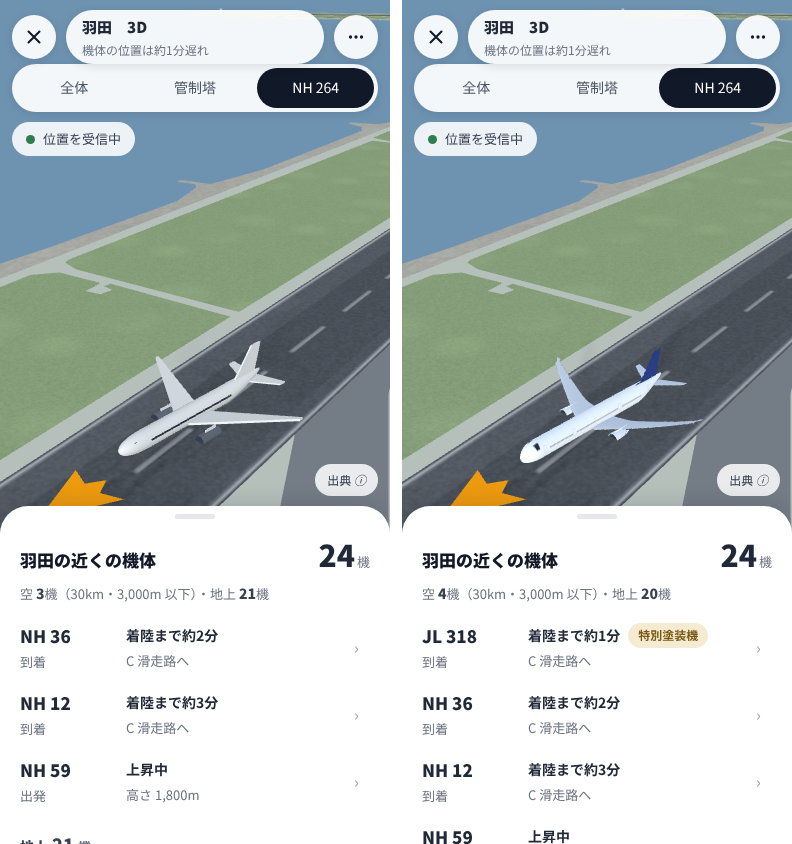 羽田 3D
機体の位置は約1分遅れ
全体
管制塔
NH 264
位置を受信中
出典
羽田の近くの機体
24機
空 3機（30km・3,000m 以下）・地上 21機
NH 36
着陸まで約2分
到着
C 滑走路へ
NH 12
着陸まで約3分
到着
C 滑走路へ
NH 59
上昇中
出発
高さ 1,800m
地上 21 機
羽田 3D
機体の位置は約1分遅れ
全体
管制塔
NH 264
位置を受信中
出典
羽田の近くの機体
24機
空 4機（30km・3,000m 以下）・地上 20機
JL 318
着陸まで約1分
特別塗装機
到着
C 滑走路へ
NH 36
着陸まで約2分
到着
C 滑走路へ
NH 12
着陸まで約3分
到着
C 滑走路へ
NH 59
上昇中